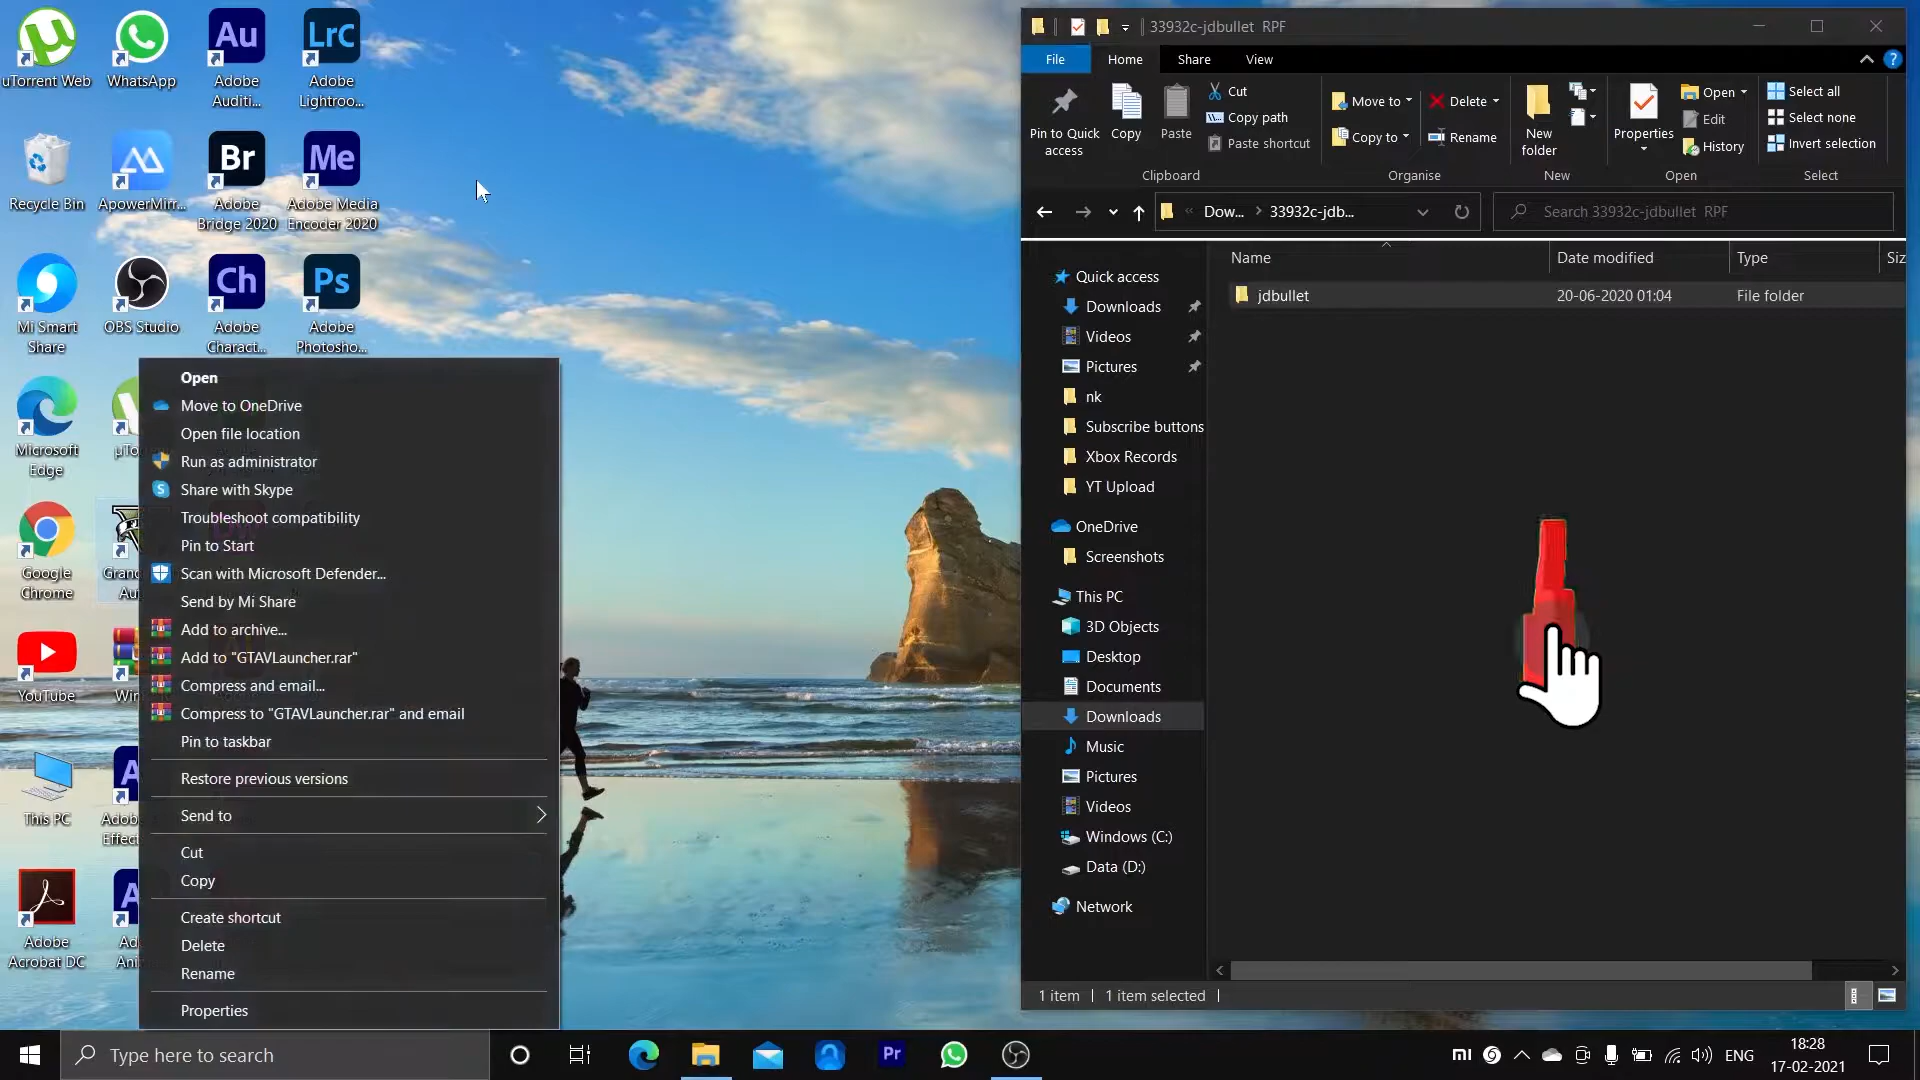 uTorrent Web
WhatsApp
Au
Adobe
Auditi...
LrC
Adobe
Lightroo...
Recycle Bin
ApowerMirr...
Br
Adobe
Bridge 2020
Me
Adobe Media
Encoder 2020
Mi Smart
Share
OBS Studio
Ch
Adobe
Charact...
Ps
Adobe
Photosho...
Microsoft
Edge
Google
Chrome
YouTube
This PC
Adobe
Acrobat DC
Open
Move to OneDrive
Open file location
Run as administrator
Share with Skype
Troubleshoot compatibility
Pin to Start
Scan with Microsoft Defender...
Send by Mi Share
Add to archive...
Add to "GTAVLauncher.rar"
Compress and email...
Compress to "GTAVLauncher.rar" and email
Pin to taskbar
Restore previous versions
Send to
Cut
Copy
Create shortcut
Delete
Rename
Properties
33932c-jdbullet RPF
File
Home
Share
View
Pin to Quick
access
Copy
Paste
Cut
Copy path
Paste shortcut
Clipboard
Move to
Copy to
Delete
Rename
Organise
New
folder
New
Properties
Open
Edit
History
Open
Select all
Select none
Invert selection
Select
« Dow... > 33932c-jdb...
Search 33932c-jdbullet RPF
Name
Date modified
Type
Siz
jdbullet
20-06-2020 01:04
File folder
Quick access
Downloads
Videos
Pictures
nk
Subscribe buttons
Xbox Records
YT Upload
OneDrive
Screenshots
This PC
3D Objects
Desktop
Documents
Downloads
Music
Pictures
Videos
Windows (C:)
Data (D:)
Network
1 item
1 item selected
Type here to search
Pr
mi
ENG
18:28
17-02-2021